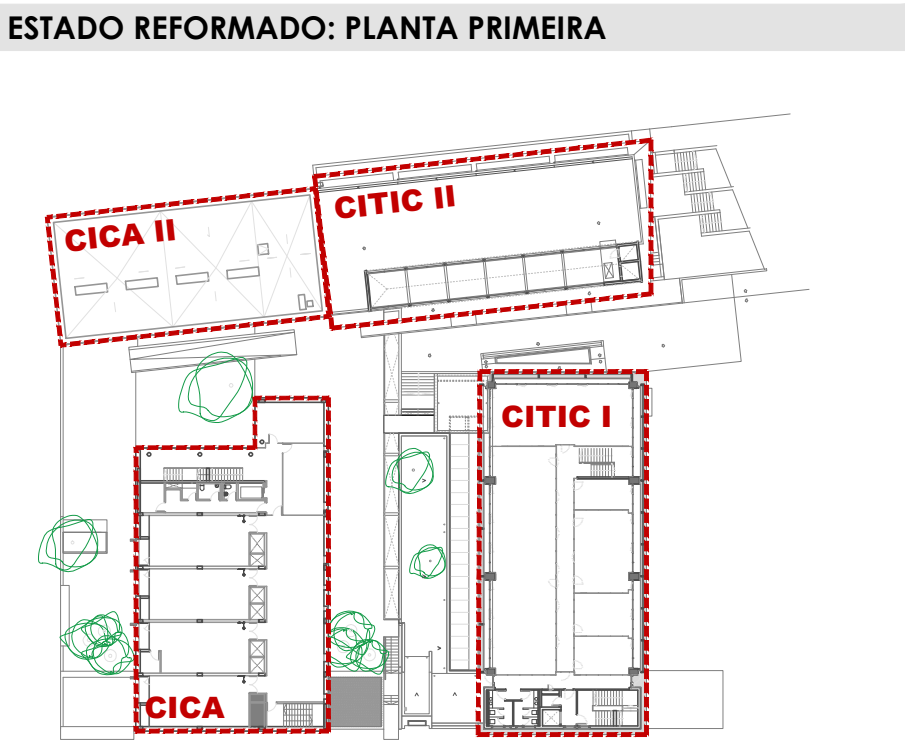 ESTADO REFORMADO: PLANTA PRIMEIRA
CITIC II
CICA II
CITIC I
CICA